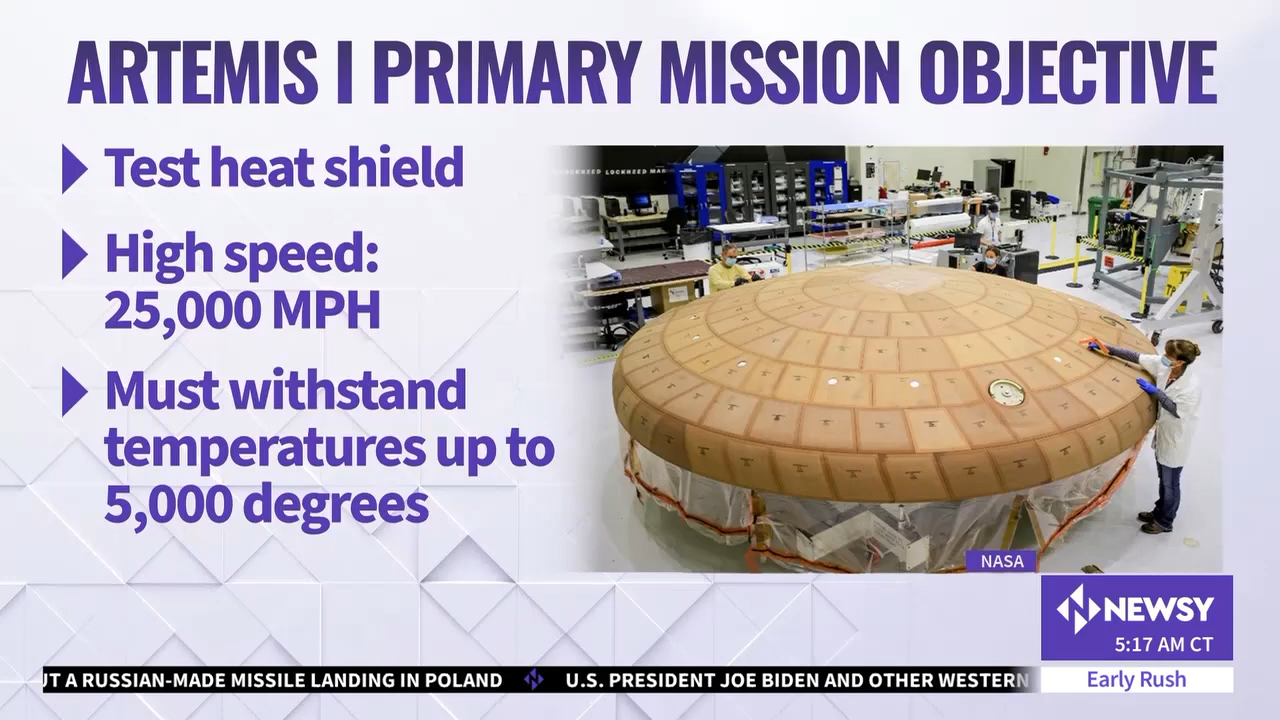 ARTEMIS I PRIMARY MISSION OBJECTIVE
Test heat shield
High speed:
25,000 MPH
Must withstand
temperatures up to
5,000 degrees
LOCKHEED MAR
NASA
NEWSY
5:17 AM CT
UT A RUSSIAN-MADE MISSILE LANDING IN POLAND U.S. PRESIDENT JOE BIDEN AND OTHER WESTERN
Early Rush